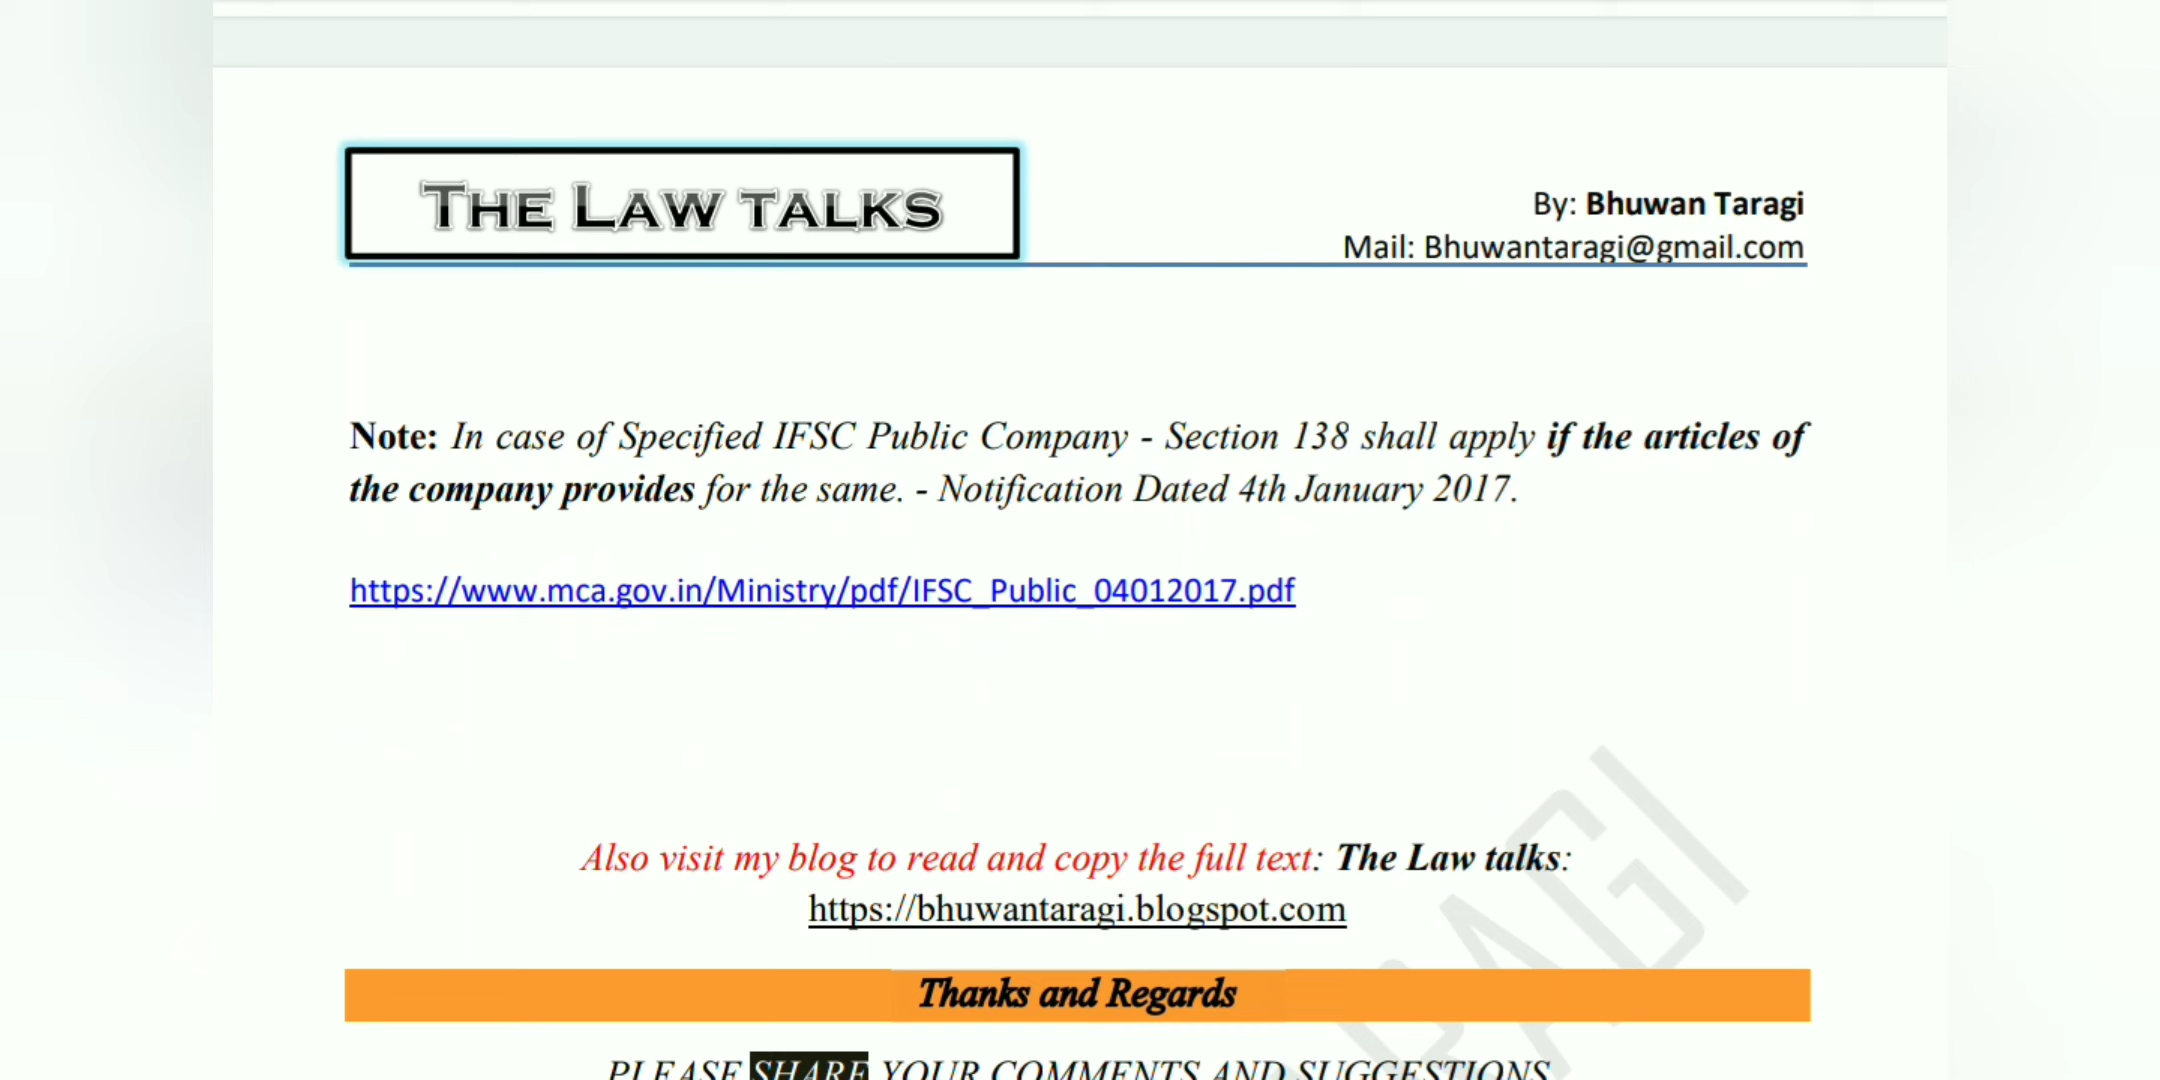 THE LAW TALKS
By: Bhuwan Taragi
Mail: Bhuwantaragi@gmail.com
Note: In case of Specified IFSC Public Company - Section 138 shall apply if the articles of
the company provides for the same. - Notification Dated 4th January 2017.
https://www.mca.gov.in/Ministry/pdf/IFSC_Public_04012017.pdf
Also visit my blog to read and copy the full text: The Law talks:
https://bhuwantaragi.blogspot.com
Thanks and Regards
PLEASE SHARE YOUR COMMENTS AND SUGGESTIONS